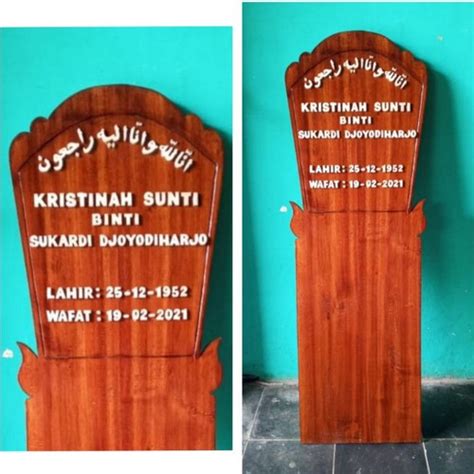 انا لله وانا اليه راجعون
KRISTINAH SUNTI
BINTI
SUKARDI DJOYODIHARJO
LAHIR: 25-12-1952
WAFAT: 19-02-2021
انا لله وانا اليه راجعون
KRISTINAH SUNTI
BINTI
SUKARDI DJOYODIHARJO
LAHIR: 25-12-1952
WAFAT: 19-02-2021